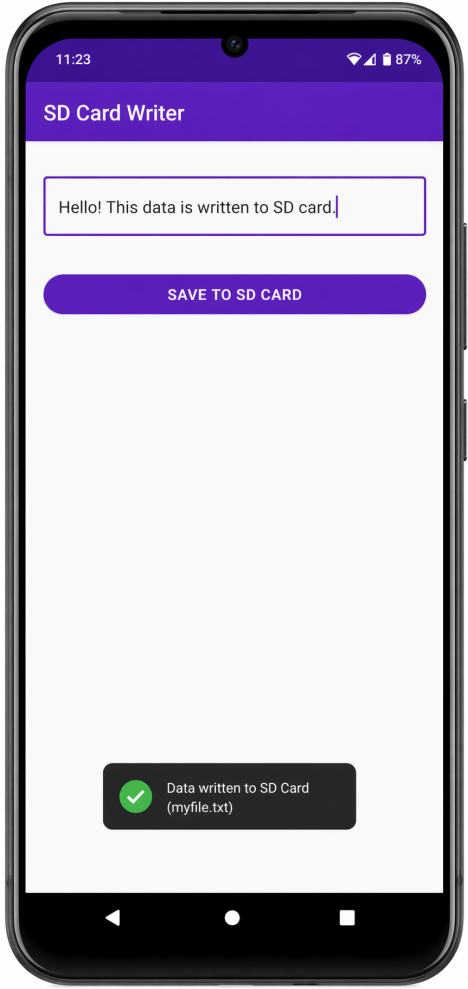 11:23 87%
SD Card Writer
Hello! This data is written to SD card.
SAVE TO SD CARD
Data written to SD Card
(myfile.txt)